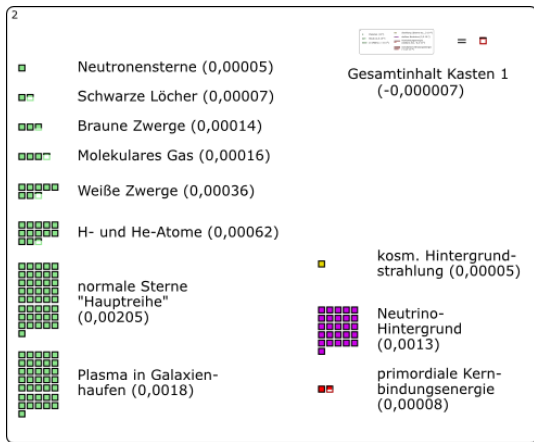 2
=
Neutronensterne (0,00005)
Gesamtinhalt Kasten 1
(-0,000007)
Schwarze Löcher (0,00007)
Braune Zwerge (0,00014)
Molekulares Gas (0,00016)
Weiße Zwerge (0,00036)
H- und He-Atome (0,00062)
kosm. Hintergrund-
strahlung (0,00005)
normale Sterne
"Hauptreihe"
(0,00205)
Neutrino-
Hintergrund
(0,0013)
Plasma in Galaxien-
haufen (0,0018)
primordiale Kern-
bindungsenergie
(0,00008)